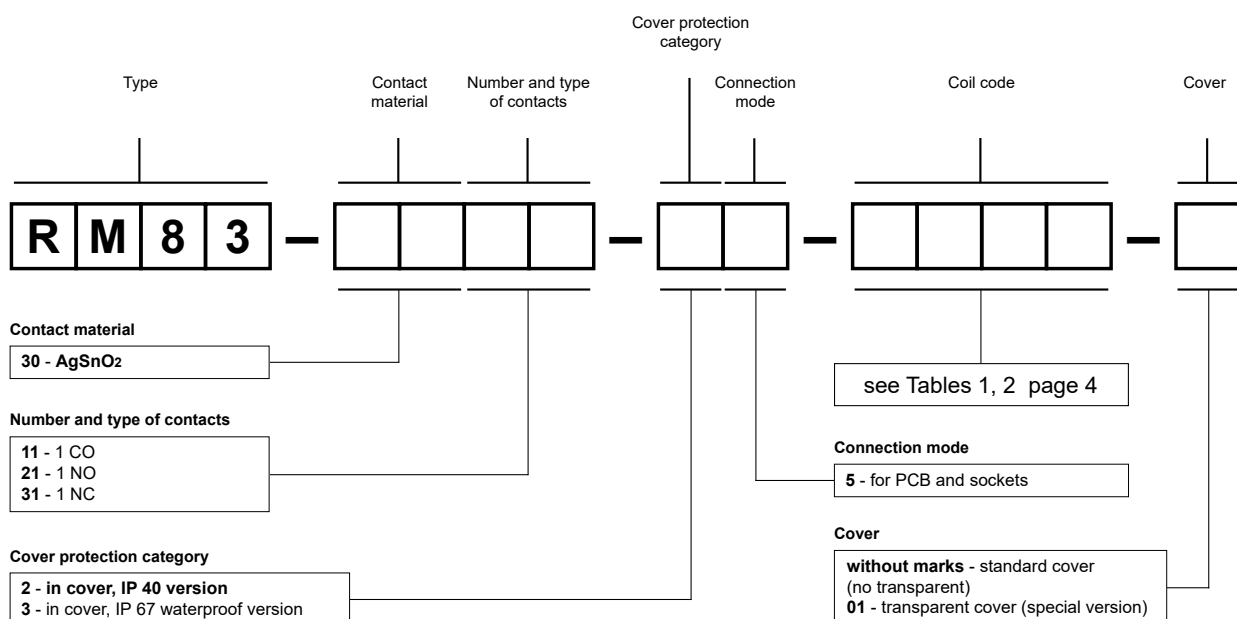 Cover protection
category
Type
Contact
material
Number and type
of contacts
Connection
mode
Coil code
Cover
R M 8 3 – – – –
Contact material
30 - AgSnO2
see Tables 1, 2 page 4
Number and type of contacts
11 - 1 CO
21 - 1 NO
31 - 1 NC
Connection mode
5 - for PCB and sockets
Cover protection category
2 - in cover, IP 40 version
3 - in cover, IP 67 waterproof version
Cover
without marks - standard cover
(no transparent)
01 - transparent cover (special version)